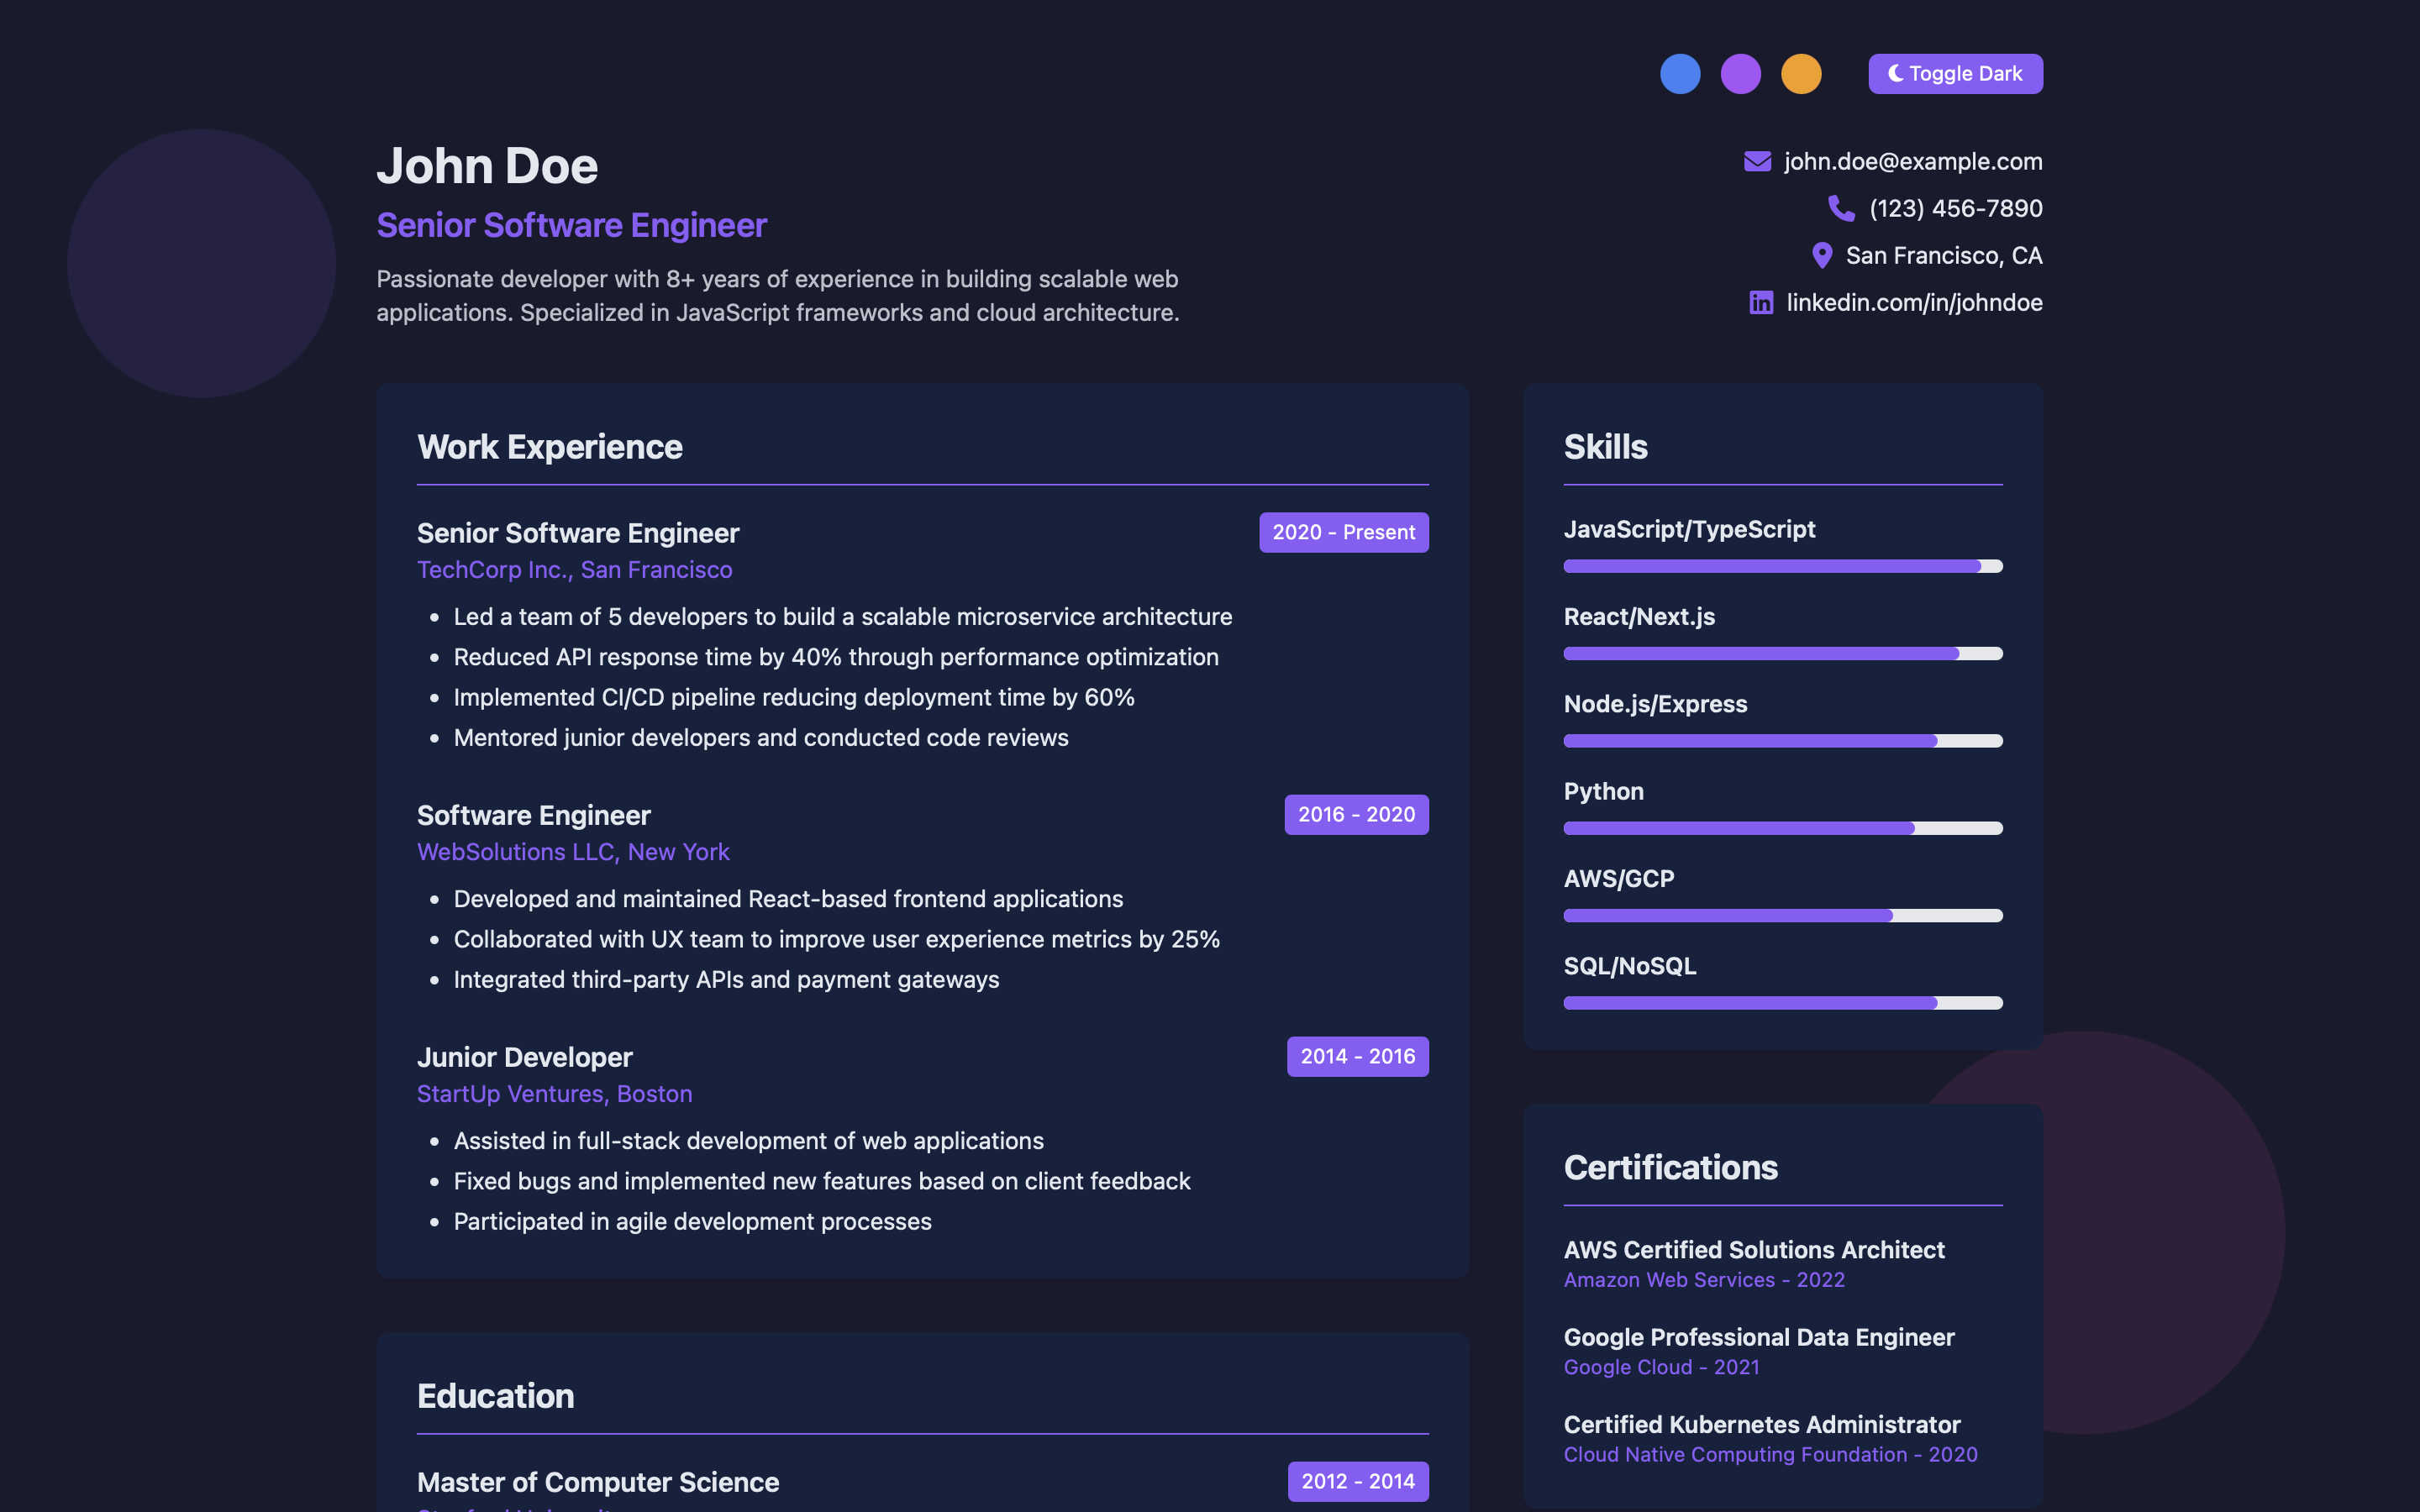 Toggle Dark
John Doe
Senior Software Engineer
Passionate developer with 8+ years of experience in building scalable web
applications. Specialized in JavaScript frameworks and cloud architecture.
john.doe@example.com
(123) 456-7890
San Francisco, CA
linkedin.com/in/johndoe
Work Experience
Senior Software Engineer
2020 - Present
TechCorp Inc., San Francisco
Led a team of 5 developers to build a scalable microservice architecture
Reduced API response time by 40% through performance optimization
Implemented CI/CD pipeline reducing deployment time by 60%
Mentored junior developers and conducted code reviews
Software Engineer
2016 - 2020
WebSolutions LLC, New York
Developed and maintained React-based frontend applications
Collaborated with UX team to improve user experience metrics by 25%
Integrated third-party APIs and payment gateways
Junior Developer
2014 - 2016
StartUp Ventures, Boston
Assisted in full-stack development of web applications
Fixed bugs and implemented new features based on client feedback
Participated in agile development processes
Education
Master of Computer Science
2012 - 2014
Skills
JavaScript/TypeScript
React/Next.js
Node.js/Express
Python
AWS/GCP
SQL/NoSQL
Certifications
AWS Certified Solutions Architect
Amazon Web Services - 2022
Google Professional Data Engineer
Google Cloud - 2021
Certified Kubernetes Administrator
Cloud Native Computing Foundation - 2020